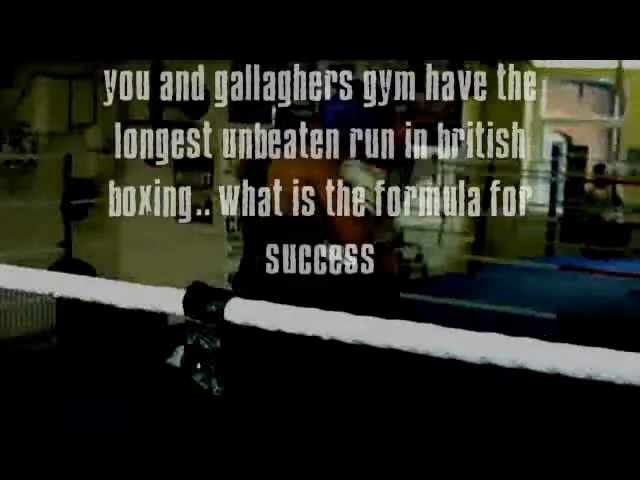 you and gallaghers gym have the
longest unbeaten run in british
boxing.. what is the formula for
success